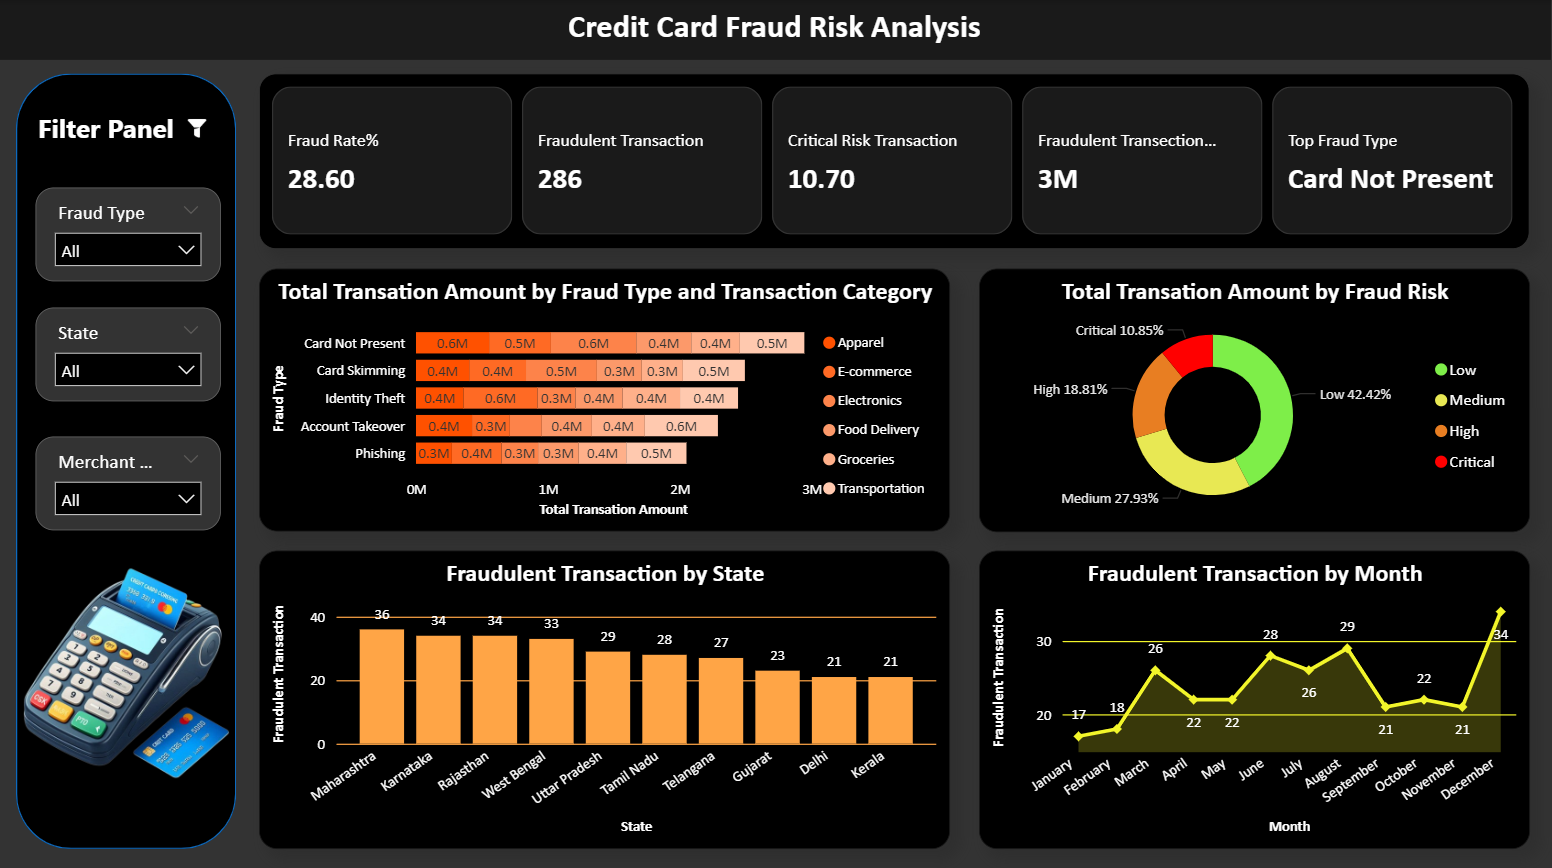 Credit Card Fraud Risk Analysis
Filter Panel
Fraud Type
All
State
All
Merchant ...
All
Fraud Rate%
28.60
Fraudulent Transaction
286
Critical Risk Transaction
10.70
Fraudulent Transection...
3M
Top Fraud Type
Card Not Present
Total Transation Amount by Fraud Type and Transaction Category
Fraud Type
Card Not Present 0.6M 0.5M 0.6M 0.4M 0.4M 0.5M
Card Skimming 0.4M 0.4M 0.5M 0.3M 0.3M 0.5M
Identity Theft 0.4M 0.6M 0.3M 0.4M 0.4M 0.4M
Account Takeover 0.4M 0.3M 0.4M 0.4M 0.6M
Phishing 0.3M 0.4M 0.3M 0.3M 0.4M 0.5M
0M 1M 2M 3M
Total Transation Amount
Apparel
E-commerce
Electronics
Food Delivery
Groceries
Transportation
Total Transation Amount by Fraud Risk
Critical 10.85%
High 18.81%
Low 42.42%
Medium 27.93%
Low
Medium
High
Critical
Fraudulent Transaction by State
Fraudulent Transaction
40
20
0
36 34 34 33 29 28 27 23 21 21
Maharashtra Karnataka Rajasthan West Bengal Uttar Pradesh Tamil Nadu Telangana Gujarat Delhi Kerala
State
Fraudulent Transaction by Month
Fraudulent Transaction
30
20
17 18 26 22 22 28 26 29 21 22 21 34
January February March April May June July August September October November December
Month